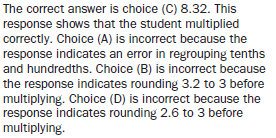 The correct answer is choice (C) 8.32. This
response shows that the student multiplied
correctly. Choice (A) is incorrect because the
response indicates an error in regrouping tenths
and hundredths. Choice (B) is incorrect because
the response indicates rounding 3.2 to 3 before
multiplying. Choice (D) is incorrect because the
response indicates rounding 2.6 to 3 before
multiplying.